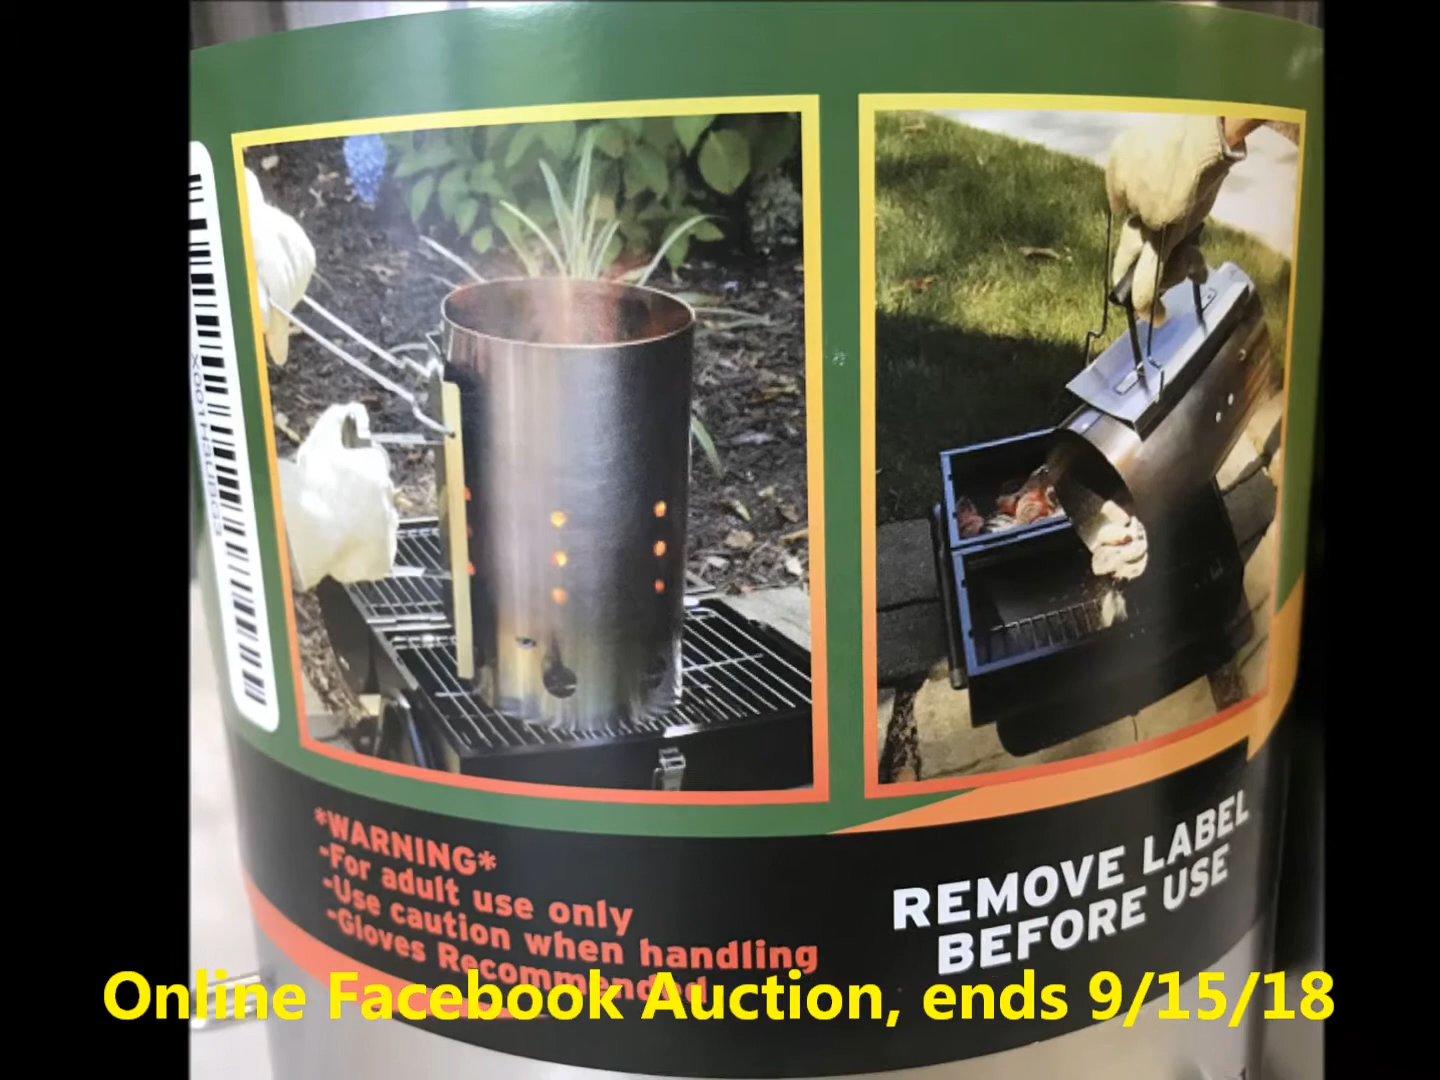 *WARNING*
-For adult use only
-Use caution when handling
-Gloves Recommended
REMOVE LABEL
BEFORE USE
Online Facebook Auction, ends 9/15/18